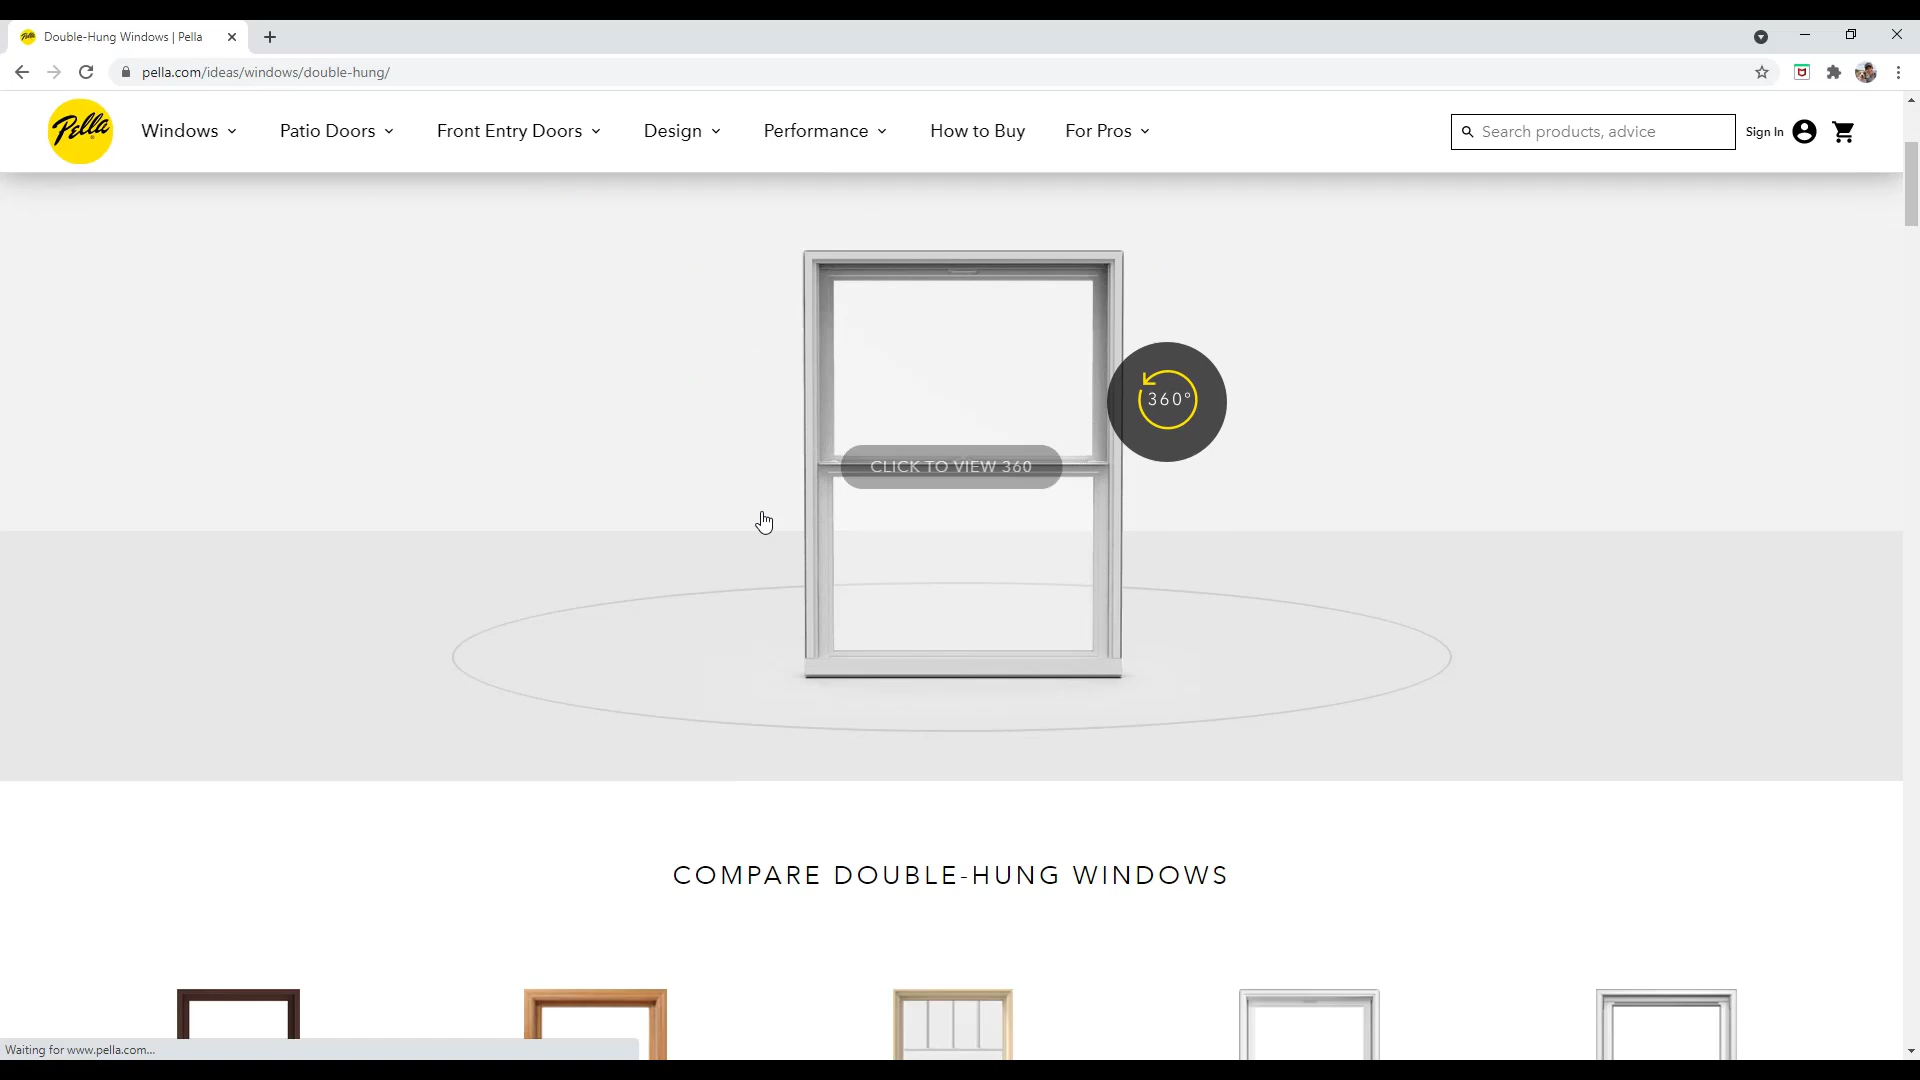 Double-Hung Windows | Pella
pella.com/ideas/windows/double-hung/
Pella
Windows
Patio Doors
Front Entry Doors
Design
Performance
How to Buy
For Pros
Search products, advice
Sign In
360°
CLICK TO VIEW 360
COMPARE DOUBLE-HUNG WINDOWS
Waiting for www.pella.com...